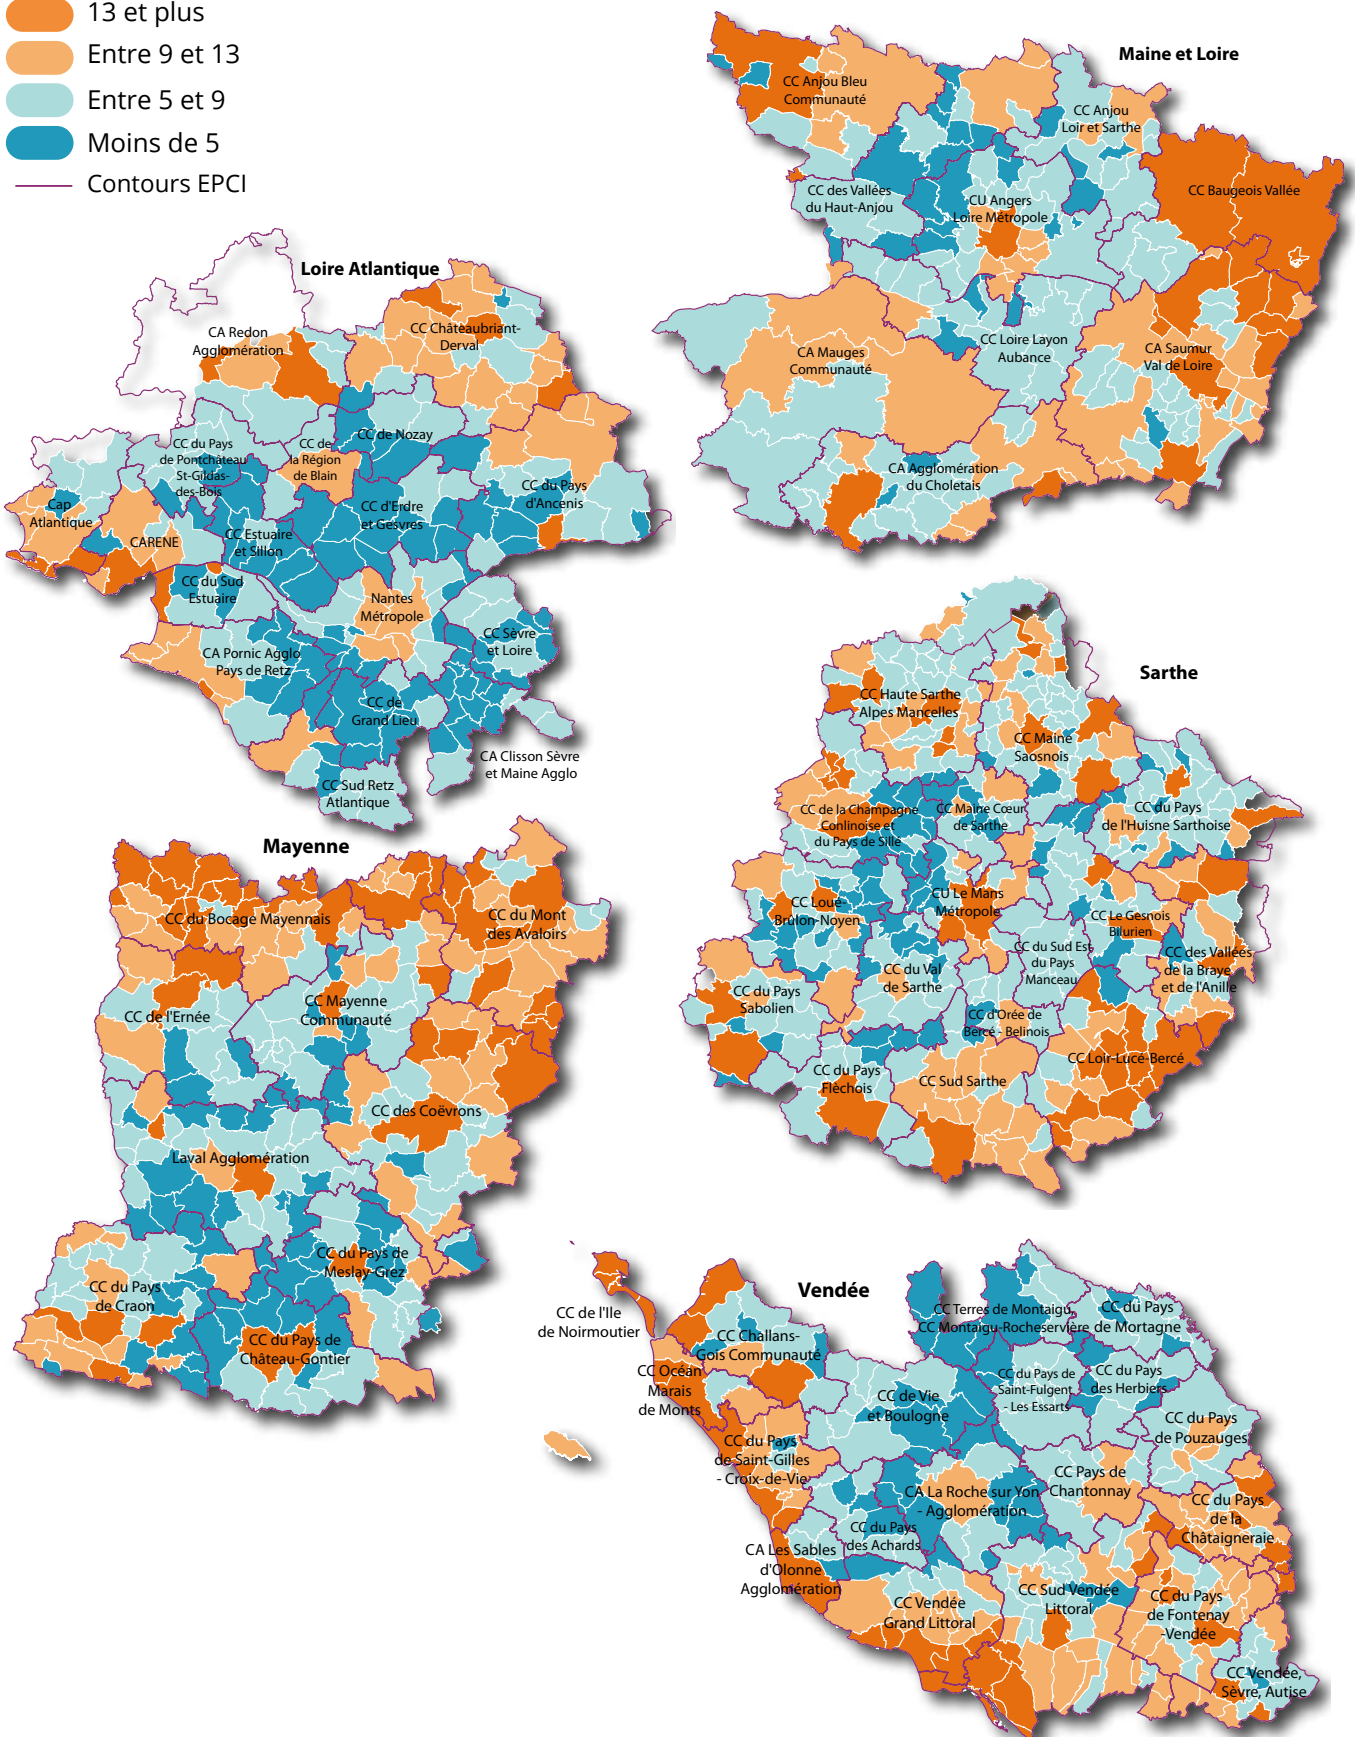 13 et plus
Entre 9 et 13
Entre 5 et 9
Moins de 5
Contours EPCI
Maine et Loire
CC Anjou Bleu
Communauté
CC Anjou
Loir et Sarthe
CC des Vallées
du Haut-Anjou
CU Angers
Loire Métropole
CC Baugeois Vallée
CA Mauges
Communauté
CC Loire Layon
Aubance
CA Saumur
Val de Loire
CA Agglomération
du Choletais
Loire Atlantique
CA Redon
Agglomération
CC Châteaubriant-
Derval
CC du Pays
de Pontchâteau
St-Gildas-
des-Bois
CC de
la Région
de Blain
CC de Nozay
Cap
Atlantique
CARENE
CC Estuaire
et Sillon
CC d'Erdre
et Gesvres
CC du Pays
d'Ancenis
CC du Sud
Estuaire
Nantes
Métropole
CC Sèvre
et Loire
CA Pornic Agglo
Pays de Retz
CC de
Grand Lieu
CA Clisson Sèvre
et Maine Agglo
CC Sud Retz
Atlantique
Sarthe
CC Haute Sarthe
Alpes Mancelles
CC Maine
Saosnois
CC de la Champagne
Conlinoise et
du Pays de Sillé
CC Maine Cœur
de Sarthe
CC du Pays
de l'Huisne Sarthoise
CC Loué-
Brûlon-Noyen
CU Le Mans
Métropole
CC Le Gesnois
Bilurien
CC du Sud Est
du Pays
Manceau
CC des Vallées
de la Braye
et de l'Anille
CC du Pays
Sabolien
CC du Val
de Sarthe
CC d'Orée de
Bercé - Belinois
CC du Pays
Fléchois
CC Sud Sarthe
CC Loir-Lucé-Bercé
Mayenne
CC du Bocage Mayennais
CC du Mont
des Avaloirs
CC de l'Ernée
CC Mayenne
Communauté
CC des Coëvrons
Laval Agglomération
CC du Pays de
Meslay-Grez
CC du Pays
de Craon
CC du Pays de
Château-Gontier
Vendée
CC de l'Ile
de Noirmoutier
CC Challans-
Gois Communauté
CC Océan
Marais
de Monts
CC Terres de Montaigu,
CC Montaigu-Rocheservière
CC du Pays
de Mortagne
CC de Vie
et Boulogne
CC du Pays de
Saint-Fulgent
- Les Essarts
CC du Pays
des Herbiers
CC du Pays
de Pouzauges
CC du Pays
de Saint-Gilles
- Croix-de-Vie
CA La Roche sur Yon
- Agglomération
CC Pays de
Chantonnay
CC du Pays
de la
Châtaigneraie
CC du Pays
des Achards
CA Les Sables
d'Olonne
Agglomération
CC Vendée
Grand Littoral
CC Sud Vendée
Littoral
CC du Pays
de Fontenay
-Vendée
CC Vendée,
Sèvre, Autise